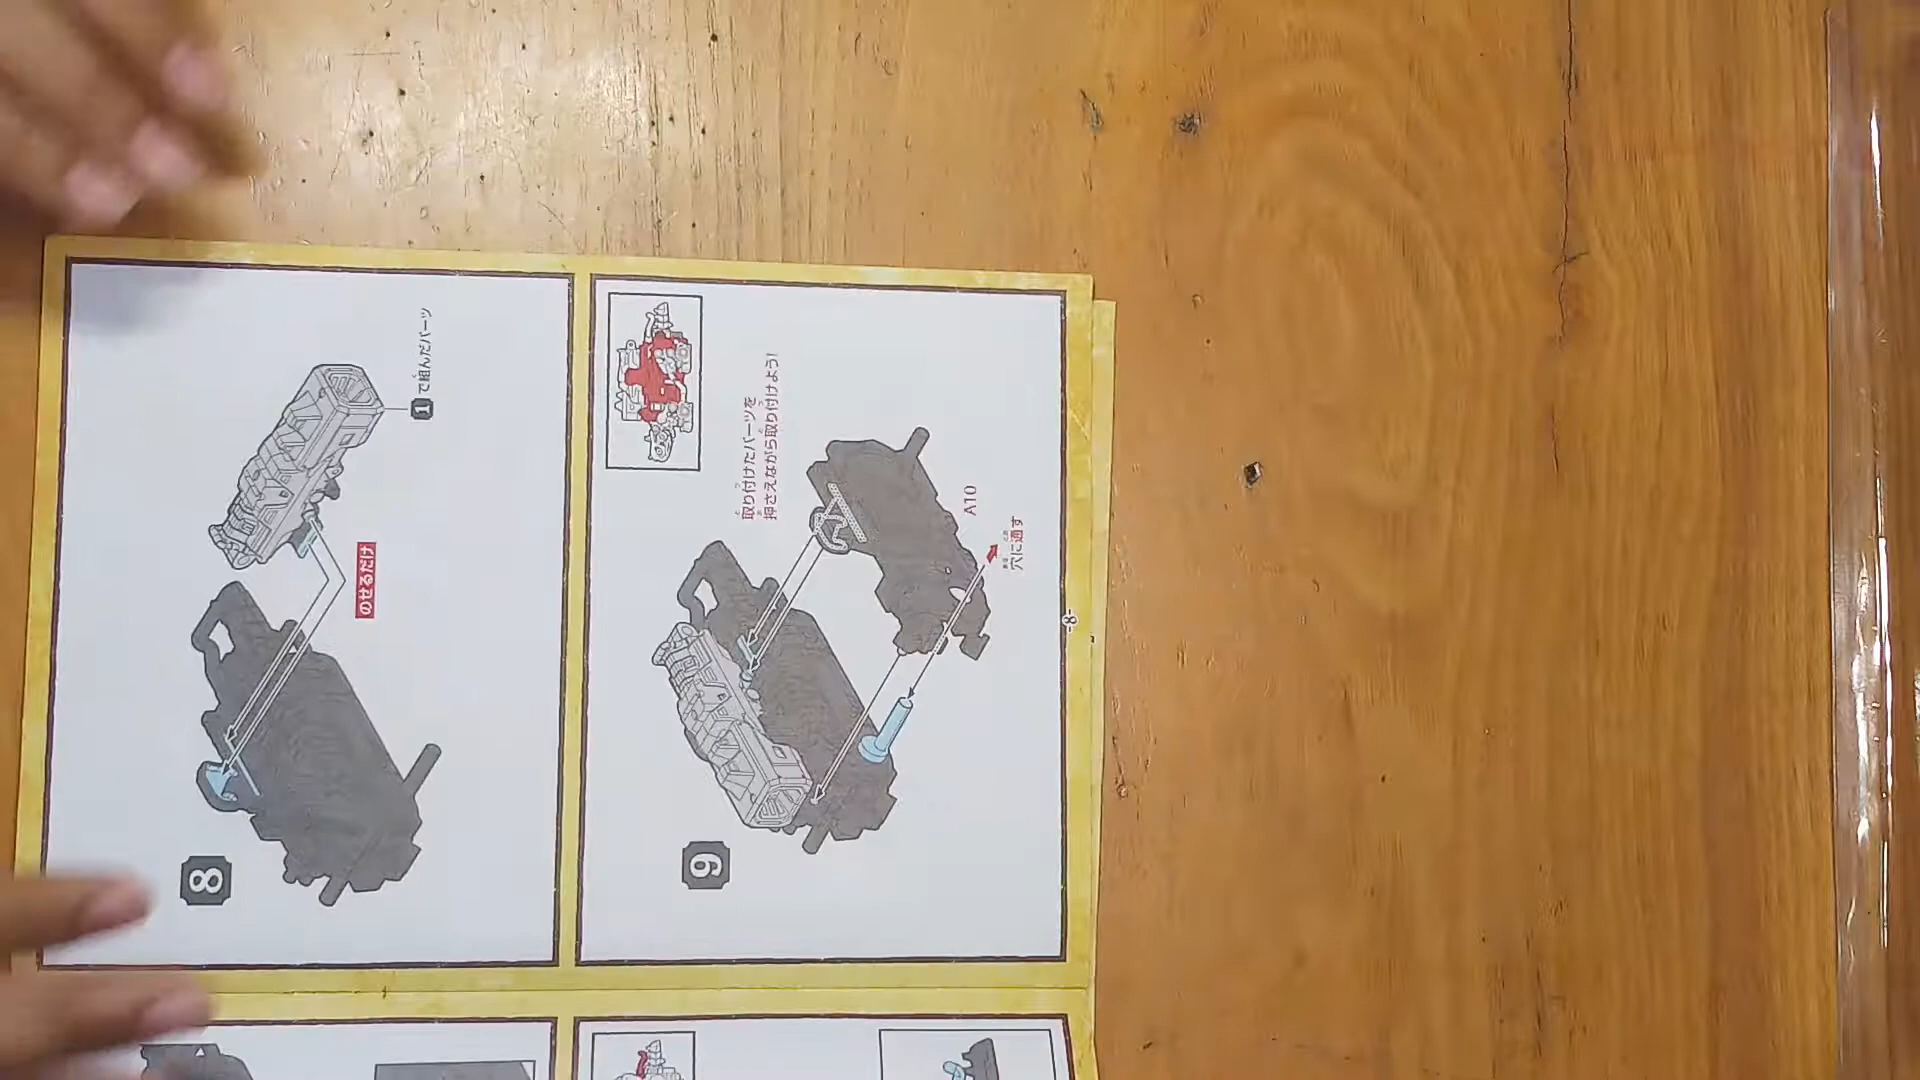 8
1 で組んだパーツ
のせるだけ
9
取り付けたパーツを
押さえながら取り付けよう!
A10
穴に通す
-8-